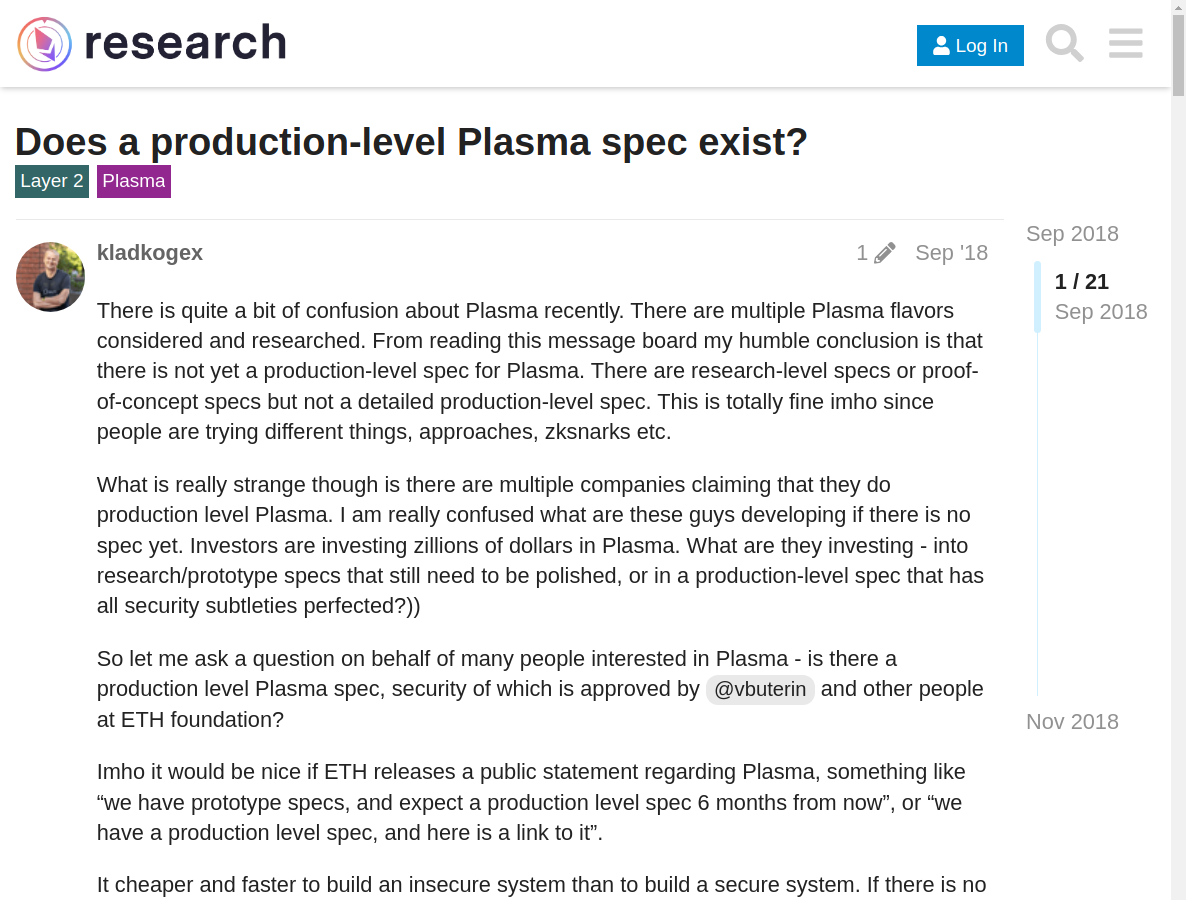 research
Log In
Does a production-level Plasma spec exist?
Layer 2 Plasma
kladkogex 1 Sep '18
There is quite a bit of confusion about Plasma recently. There are multiple Plasma flavors
considered and researched. From reading this message board my humble conclusion is that
there is not yet a production-level spec for Plasma. There are research-level specs or proof-
of-concept specs but not a detailed production-level spec. This is totally fine imho since
people are trying different things, approaches, zksnarks etc.
What is really strange though is there are multiple companies claiming that they do
production level Plasma. I am really confused what are these guys developing if there is no
spec yet. Investors are investing zillions of dollars in Plasma. What are they investing - into
research/prototype specs that still need to be polished, or in a production-level spec that has
all security subtleties perfected?))
So let me ask a question on behalf of many people interested in Plasma - is there a
production level Plasma spec, security of which is approved by @vbuterin and other people
at ETH foundation?
Imho it would be nice if ETH releases a public statement regarding Plasma, something like
“we have prototype specs, and expect a production level spec 6 months from now”, or “we
have a production level spec, and here is a link to it”.
It cheaper and faster to build an insecure system than to build a secure system. If there is no
Sep 2018
1 / 21
Sep 2018
Nov 2018